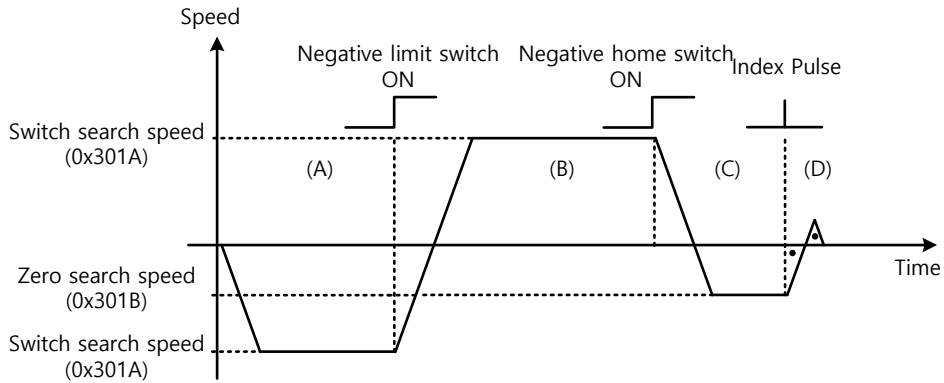 Speed
Negative limit switch
ON
Negative home switch
ON
Index Pulse
Switch search speed
(0x301A)
(A)
(B)
(C)
(D)
Zero search speed
(0x301B)
Time
Switch search speed
(0x301A)